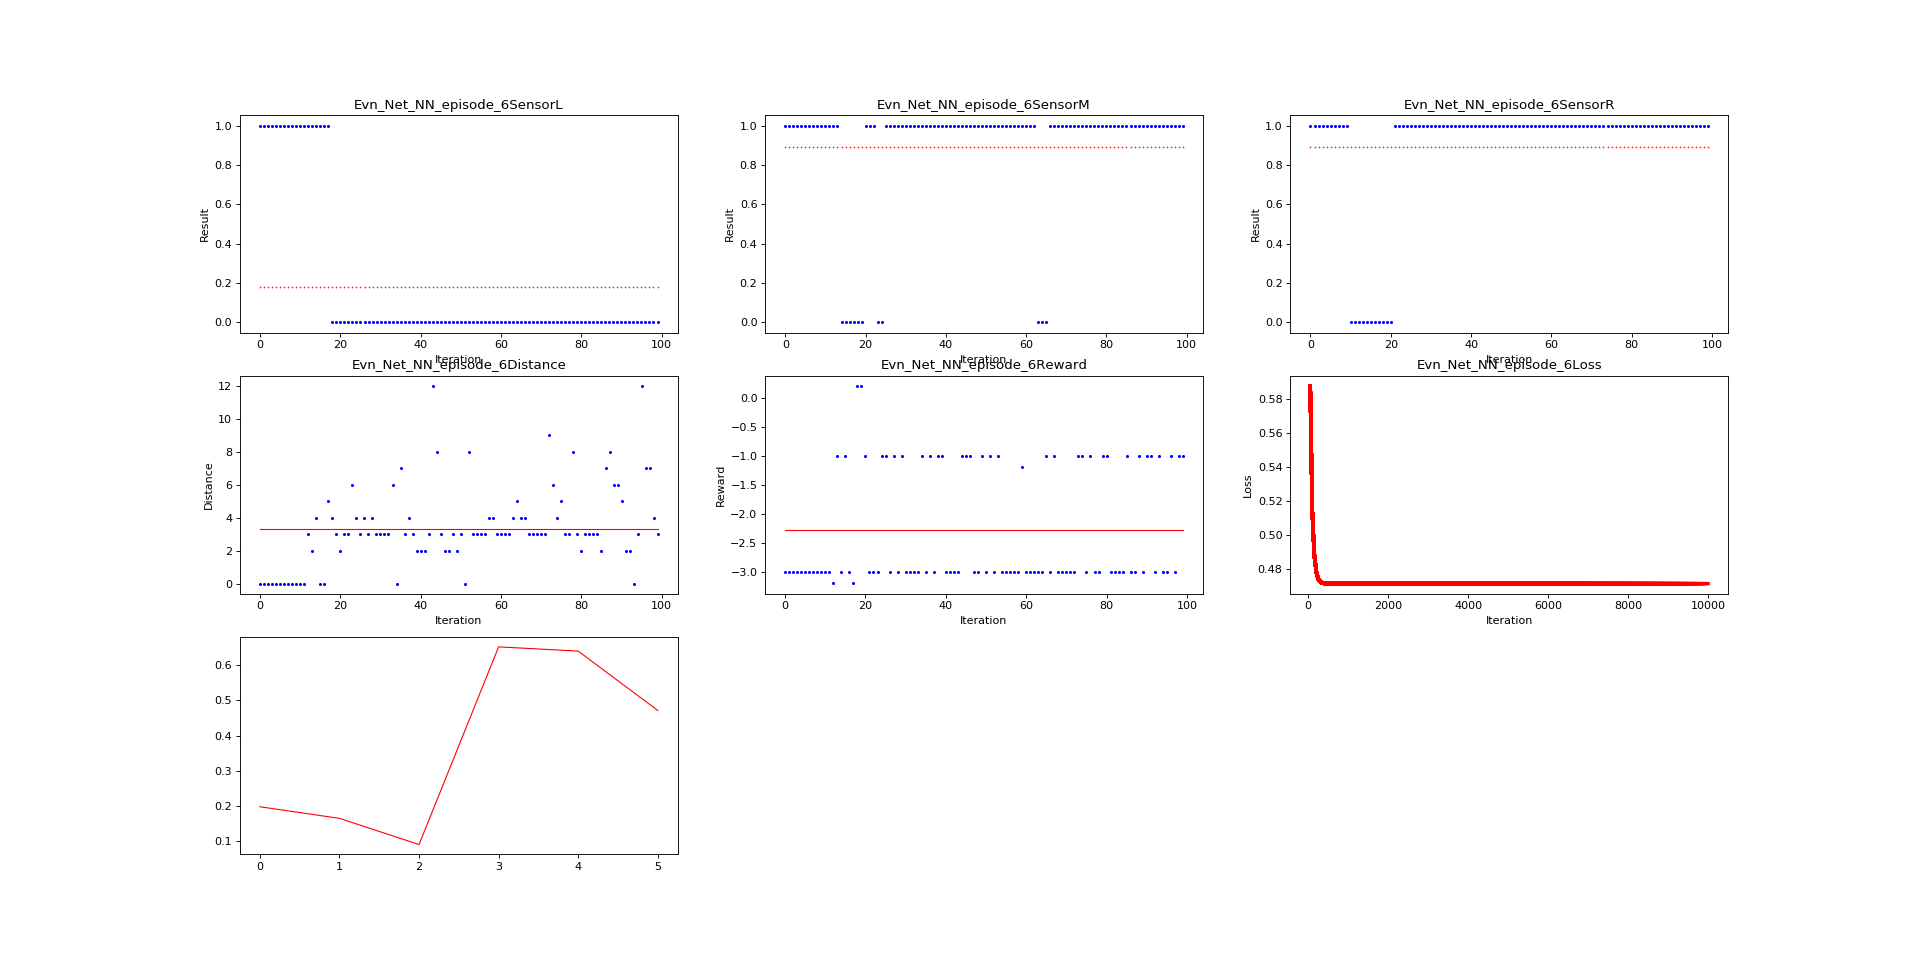 Evn_Net_NN_episode_6SensorL
Result
1.0
0.8
0.6
0.4
0.2
0.0
0 20 40 60 80 100
Iteration
Evn_Net_NN_episode_6SensorM
Result
1.0
0.8
0.6
0.4
0.2
0.0
0 20 40 60 80 100
Iteration
Evn_Net_NN_episode_6SensorR
Result
1.0
0.8
0.6
0.4
0.2
0.0
0 20 40 60 80 100
Iteration
Evn_Net_NN_episode_6Distance
Distance
12
10
8
6
4
2
0
0 20 40 60 80 100
Iteration
Evn_Net_NN_episode_6Reward
Reward
0.0
−0.5
−1.0
−1.5
−2.0
−2.5
−3.0
0 20 40 60 80 100
Iteration
Evn_Net_NN_episode_6Loss
Loss
0.58
0.56
0.54
0.52
0.50
0.48
0 2000 4000 6000 8000 10000
Iteration
0.6
0.5
0.4
0.3
0.2
0.1
0 1 2 3 4 5